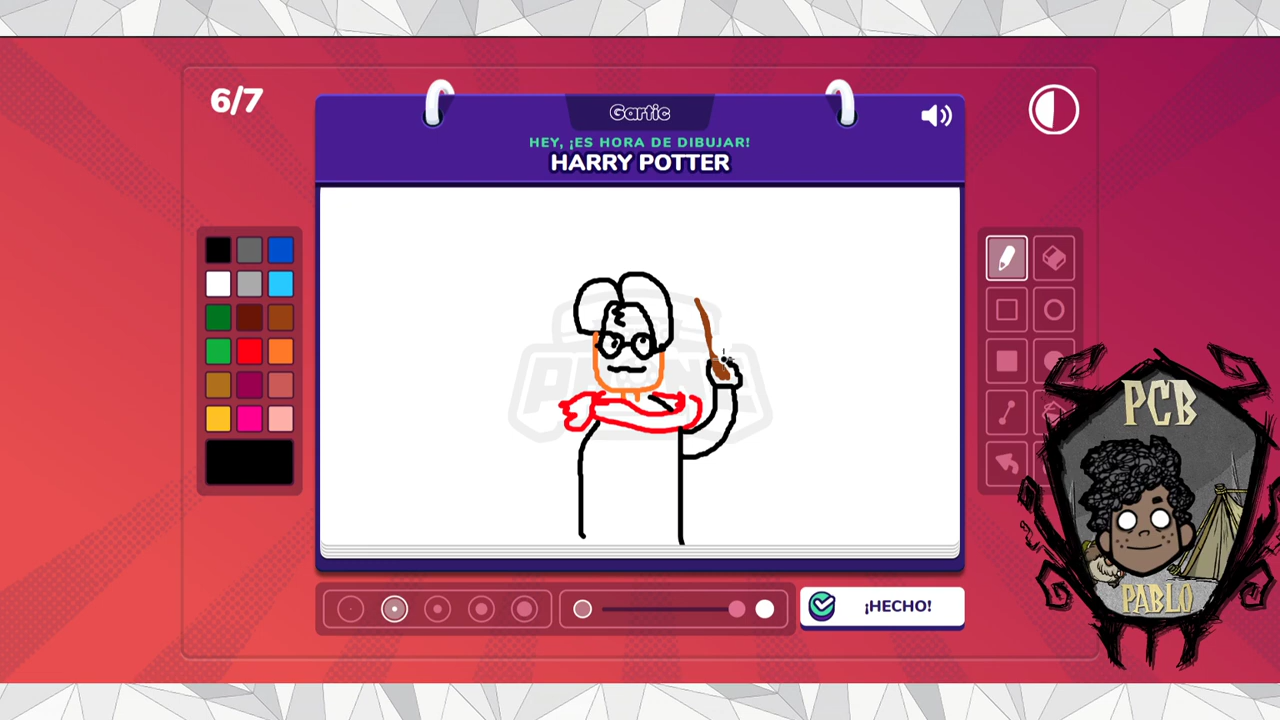 6/7
Gartic
HEY, ¡ES HORA DE DIBUJAR!
HARRY POTTER
¡HECHO!
PCB
PABLO